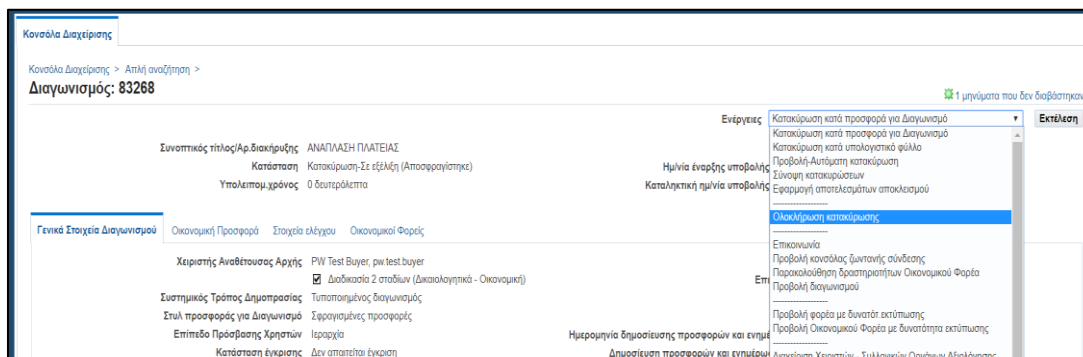 Κονσόλα Διαχείρισης
Κονσόλα Διαχείρισης > Απλή αναζήτηση >
Διαγωνισμός: 83268
1 μηνύματα που δεν διαβάστηκαν
Ενέργειες Κατακύρωση κατά προσφορά για Διαγωνισμό Εκτέλεση
Κατακύρωση κατά προσφορά για Διαγωνισμό
Κατακύρωση κατά υπολογιστικό φύλλο
Προβολή-Αυτόματη κατακύρωση
Σύνοψη κατακυρώσεων
Εφαρμογή αποτελεσμάτων αποκλεισμού
-------------------
Ολοκλήρωση κατακύρωσης
-------------------
Επικοινωνία
Προβολή κονσόλας ζωντανής σύνδεσης
Παρακολούθηση δραστηριοτήτων Οικονομικού Φορέα
Προβολή διαγωνισμού
-------------------
Προβολή φορέα με δυνατότ.εκτύπωσης
Προβολή Οικονομικού Φορέα με δυνατότητα εκτύπωσης
-------------------
Διαχείριση Χειριστών - Συλλογικών Οργάνων Αξιολόγησης
Συνοπτικός τίτλος/Αρ.διακήρυξης ΑΝΑΠΛΑΣΗ ΠΛΑΤΕΙΑΣ
Κατάσταση Κατακύρωση-Σε εξέλιξη (Αποσφραγίστηκε) Ημ/νία έναρξης υποβολής
Υπολειπομ.χρόνος 0 δευτερόλεπτα Καταληκτική ημ/νία υποβολής
Γενικά Στοιχεία Διαγωνισμού Οικονομική Προσφορά Στοιχεία ελέγχου Οικονομικοί Φορείς
Χειριστής Αναθέτουσας Αρχής PW Test Buyer, pw.test.buyer
Διαδικασία 2 σταδίων (Δικαιολογητικά - Οικονομική)
Συστημικός Τρόπος Δημοπρασίας Τυποποιημένος διαγωνισμός
Στυλ προσφοράς για Διαγωνισμό Σφραγισμένες προσφορές
Επίπεδο Πρόσβασης Χρηστών Ιεραρχία
Ημερομηνία δημοσίευσης προσφορών και
Κατάσταση έγκρισης Δεν απαιτείται έγκριση
Δημοσίευση προσφορών και